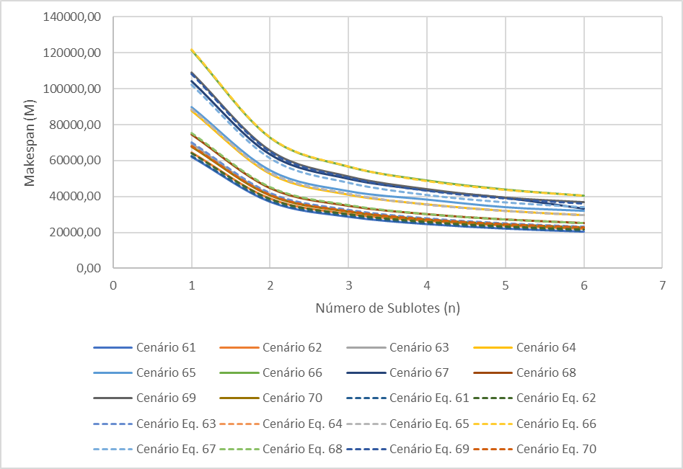 140000,00
120000,00
100000,00
80000,00
60000,00
40000,00
20000,00
0,00
Makespan (M)
0 1 2 3 4 5 6 7
Número de Sublotes (n)
Cenário 61 Cenário 62 Cenário 63 Cenário 64
Cenário 65 Cenário 66 Cenário 67 Cenário 68
Cenário 69 Cenário 70 Cenário Eq. 61 Cenário Eq. 62
Cenário Eq. 63 Cenário Eq. 64 Cenário Eq. 65 Cenário Eq. 66
Cenário Eq. 67 Cenário Eq. 68 Cenário Eq. 69 Cenário Eq. 70